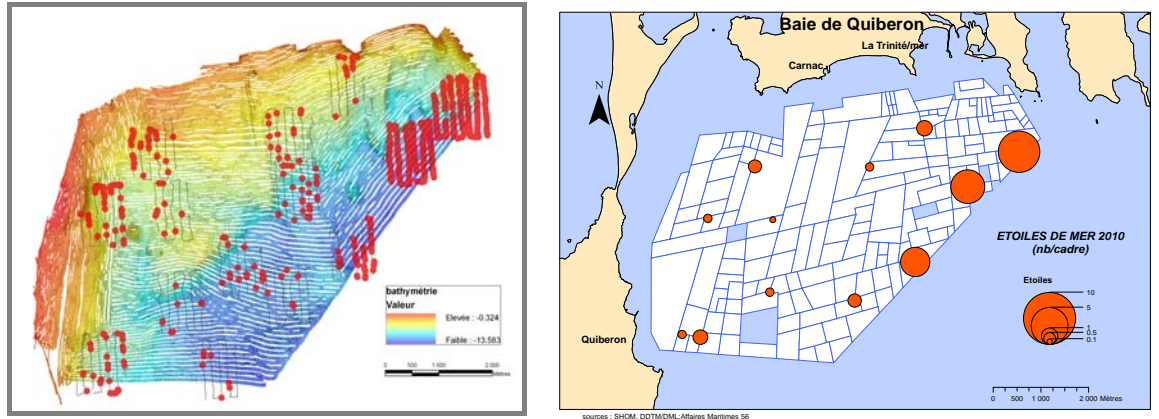 bathymétrie
Valeur
Elevée : -0.324
Faible : -13.583
0 500 1 000 2 000
Mètres
Baie de Quiberon
La Trinité/mer
Carnac
N
ETOILES DE MER 2010
(nb/cadre)
Etoiles
10
5
1
0.5
0.1
Quiberon
0 500 1 000 2 000 Mètres
sources : SHOM, DDTM/DML;Affaires Maritimes 56